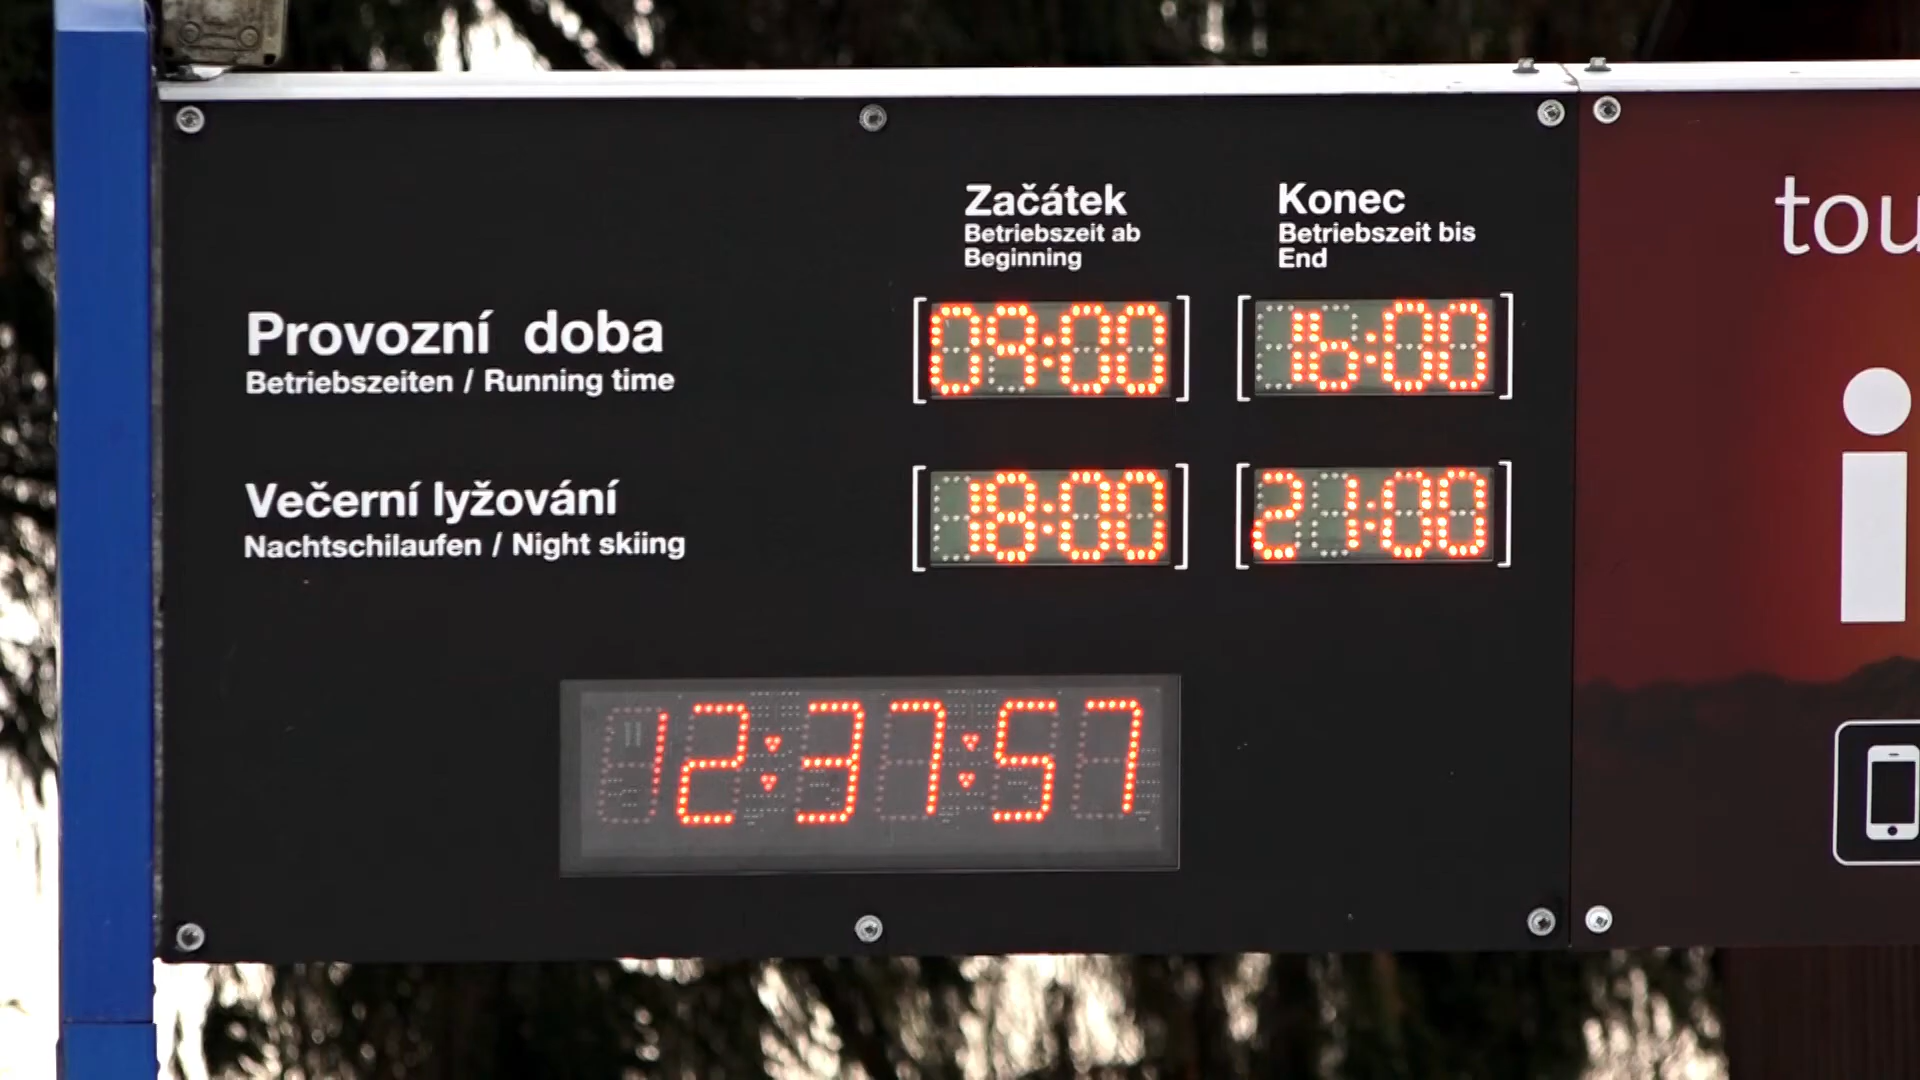 Začátek
Betriebszeit ab
Beginning
Konec
Betriebszeit bis
End
Provozní doba
Betriebszeiten / Running time
09:00
16:00
Večerní lyžování
Nachtschilaufen / Night skiing
18:00
21:00
12:37:57
tou
i